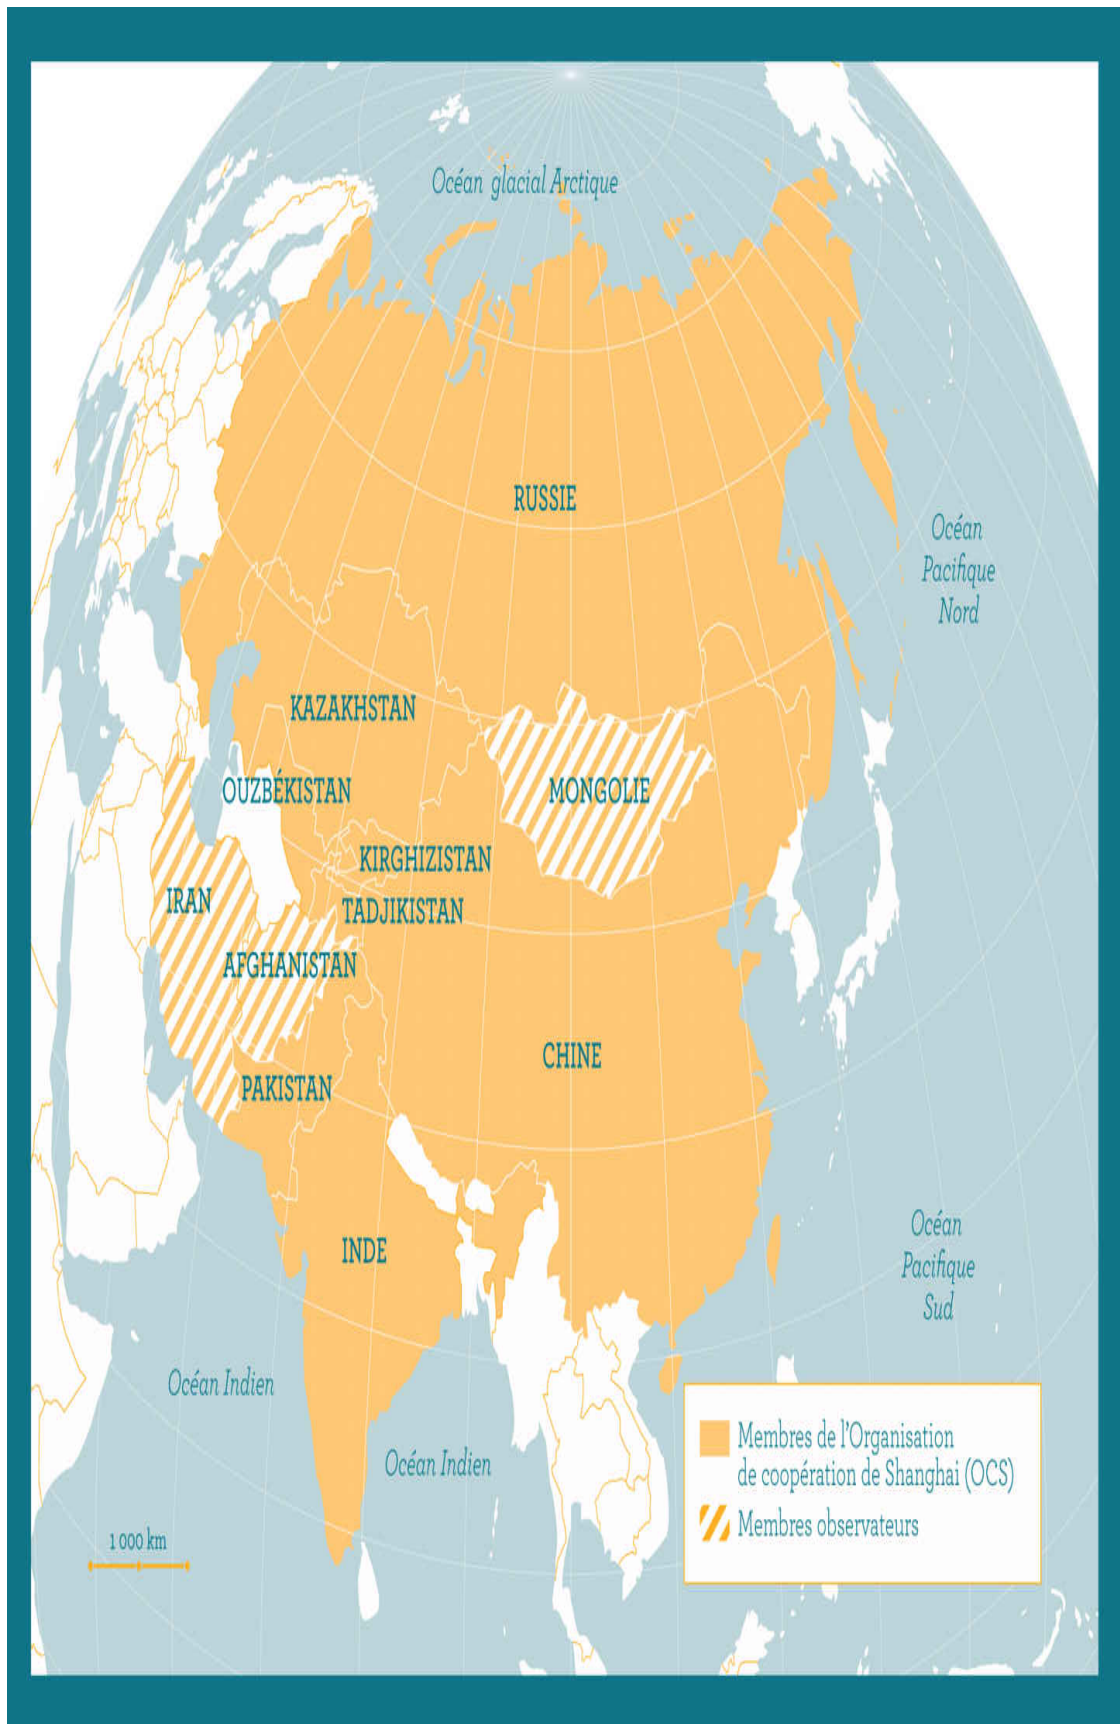 Océan glacial Arctique
RUSSIE
Océan
Pacifique
Nord
KAZAKHSTAN
OUZBÉKISTAN
MONGOLIE
KIRGHIZISTAN
IRAN
TADJIKISTAN
AFGHANISTAN
CHINE
PAKISTAN
INDE
Océan
Pacifique
Sud
Océan Indien
Océan Indien
Membres de l'Organisation
de coopération de Shanghai (OCS)
Membres observateurs
1 000 km